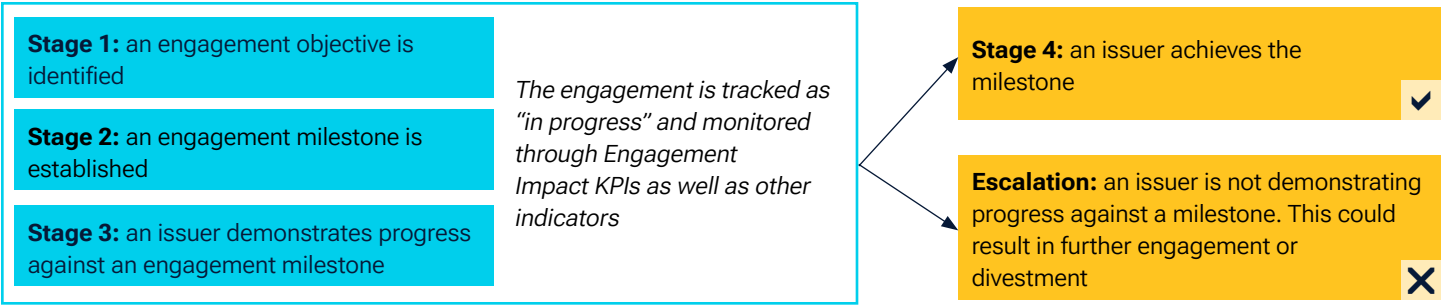 Stage 1: an engagement objective is
identified
Stage 2: an engagement milestone is
established
Stage 3: an issuer demonstrates progress
against an engagement milestone
The engagement is tracked as
“in progress” and monitored
through Engagement
Impact KPIs as well as other
indicators
Stage 4: an issuer achieves the
milestone
Escalation: an issuer is not demonstrating
progress against a milestone. This could
result in further engagement or
divestment